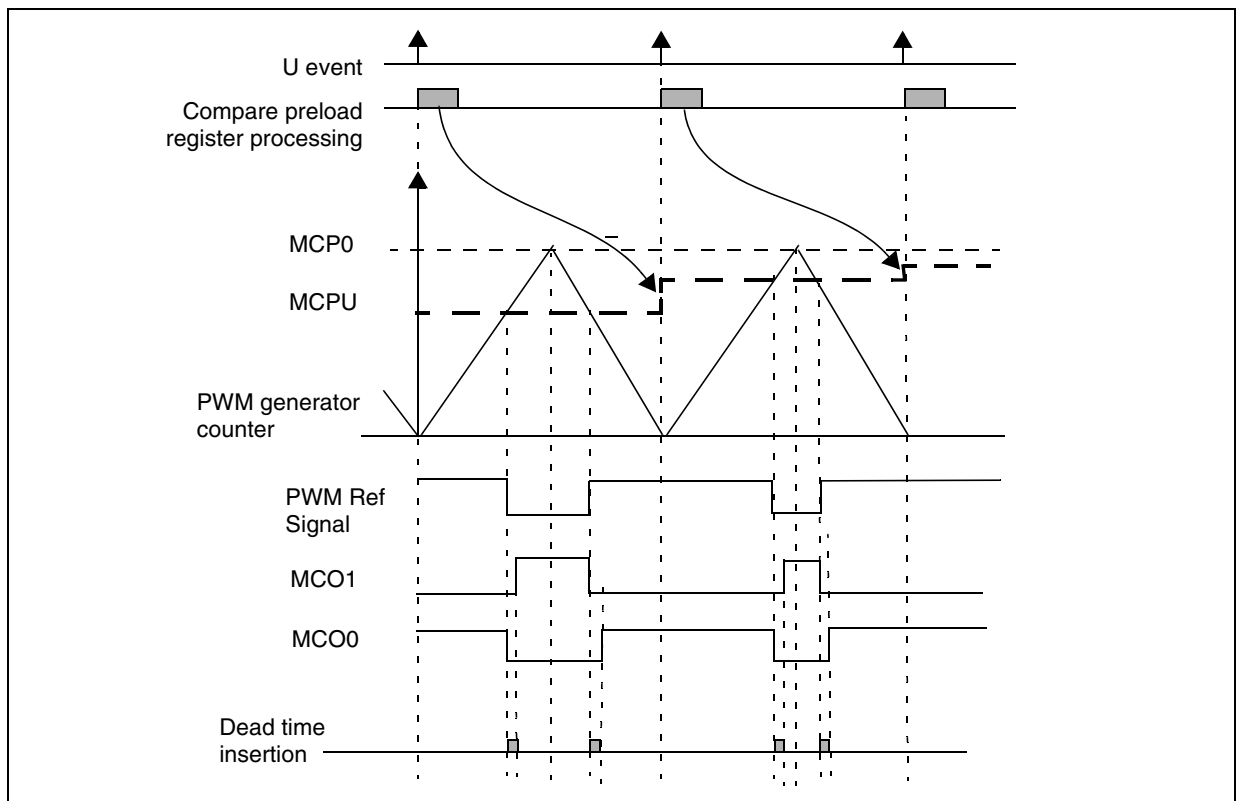 U event
Compare preload
register processing
MCP0
MCPU
PWM generator
counter
PWM Ref
Signal
MCO1
MCO0
Dead time
insertion